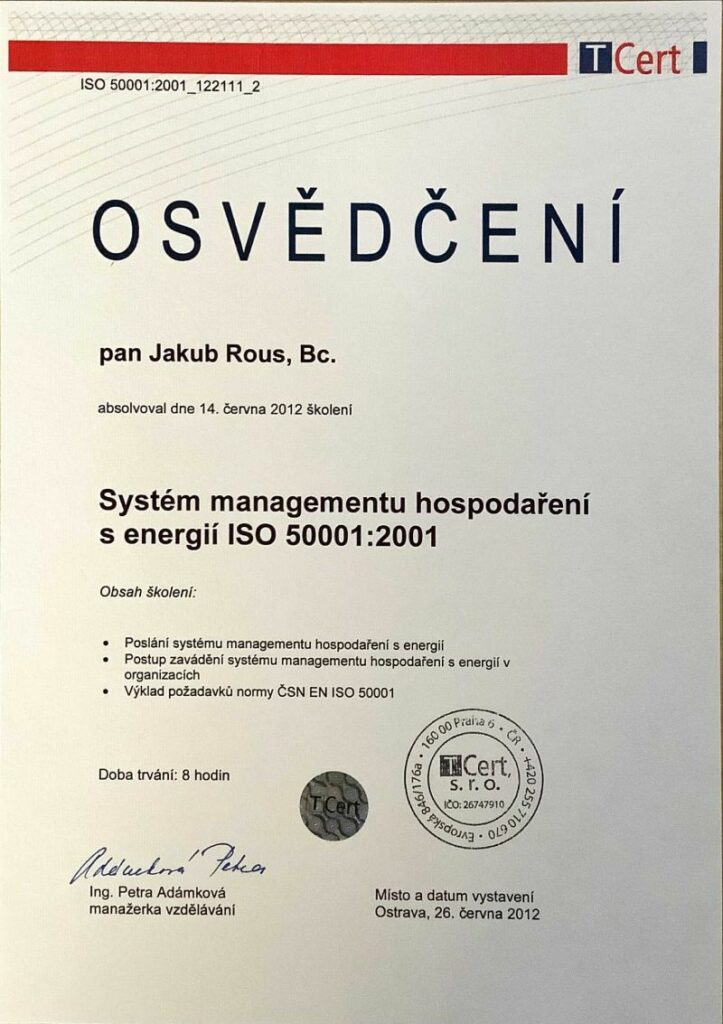 TCert
ISO 50001:2001_122111_2
OSVĚDČENÍ
pan Jakub Rous, Bc.
absolvoval dne 14. června 2012 školení
Systém managementu hospodaření
s energií ISO 50001:2001
Obsah školení:
• Poslání systému managementu hospodaření s energií
• Postup zavádění systému managementu hospodaření s energií v
organizacích
• Výklad požadavků normy ČSN EN ISO 50001
Doba trvání: 8 hodin
TCert
Evropská 846/176a • 160 00 Praha 6 • ČR • +420 255 710 670 •
TCert,
s. r. o.
IČO: 26747910
Adámková Petra
Ing. Petra Adámková
manažerka vzdělávání
Místo a datum vystavení
Ostrava, 26. června 2012